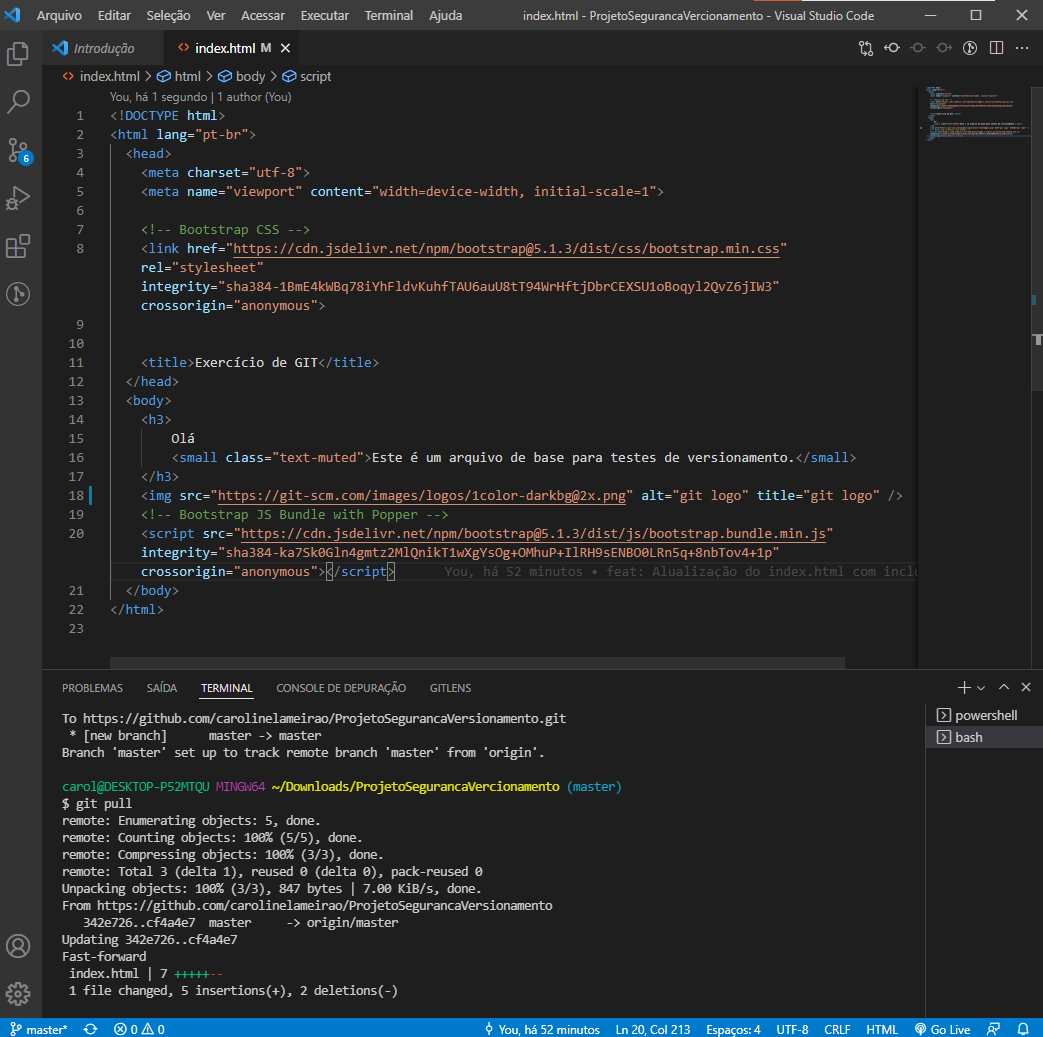 Arquivo Editar Seleção Ver Acessar Executar Terminal Ajuda index.html - ProjetoSegurancaVercionamento - Visual Studio Code
Introdução index.html M
index.html > html > body > script
You, há 1 segundo | 1 author (You)
1 <!DOCTYPE html>
2 <html lang="pt-br">
3 <head>
4 <meta charset="utf-8">
5 <meta name="viewport" content="width=device-width, initial-scale=1">
6
7 <!-- Bootstrap CSS -->
8 <link href="https://cdn.jsdelivr.net/npm/bootstrap@5.1.3/dist/css/bootstrap.min.css"
rel="stylesheet"
integrity="sha384-1BmE4kWBq78iYhFldvKuhfTAU6auU8tT94WrHftjDbrCEXSU1oBoqyl2QvZ6jIW3"
crossorigin="anonymous">
9
10
11 <title>Exercício de GIT</title>
12 </head>
13 <body>
14 <h3>
15 Olá
16 <small class="text-muted">Este é um arquivo de base para testes de versionamento.</small>
17 </h3>
18 <img src="https://git-scm.com/images/logos/1color-darkbg@2x.png" alt="git logo" title="git logo" />
19 <!-- Bootstrap JS Bundle with Popper -->
20 <script src="https://cdn.jsdelivr.net/npm/bootstrap@5.1.3/dist/js/bootstrap.bundle.min.js"
integrity="sha384-ka7Sk0Gln4gmtz2MlQnikT1wXgYsOg+OMhuP+IlRH9sENBO0LRn5q+8nbTov4+1p"
crossorigin="anonymous"></script> You, há 52 minutos • feat: Alualização do index.html com inclu
21 </body>
22 </html>
23
6
PROBLEMAS SAÍDA TERMINAL CONSOLE DE DEPURAÇÃO GITLENS
powershell
bash
To https://github.com/carolinelameirao/ProjetoSegurancaVersionamento.git
* [new branch] master -> master
Branch 'master' set up to track remote branch 'master' from 'origin'.
carol@DESKTOP-P52MTQU MINGW64 ~/Downloads/ProjetoSegurancaVercionamento (master)
$ git pull
remote: Enumerating objects: 5, done.
remote: Counting objects: 100% (5/5), done.
remote: Compressing objects: 100% (3/3), done.
remote: Total 3 (delta 1), reused 0 (delta 0), pack-reused 0
Unpacking objects: 100% (3/3), 847 bytes | 7.00 KiB/s, done.
From https://github.com/carolinelameirao/ProjetoSegurancaVersionamento
342e726..cf4a4e7 master -> origin/master
Updating 342e726..cf4a4e7
Fast-forward
index.html | 7 +++++--
1 file changed, 5 insertions(+), 2 deletions(-)
master* 0 0 You, há 52 minutos Ln 20, Col 213 Espaços: 4 UTF-8 CRLF HTML Go Live